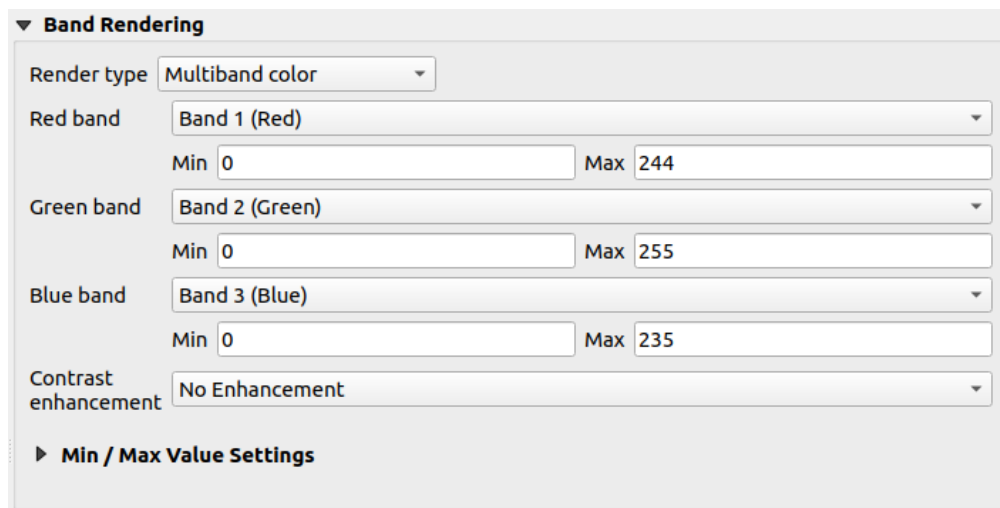 Band Rendering
Render type Multiband color
Red band Band 1 (Red)
Min 0 Max 244
Green band Band 2 (Green)
Min 0 Max 255
Blue band Band 3 (Blue)
Min 0 Max 235
Contrast
enhancement No Enhancement
Min / Max Value Settings